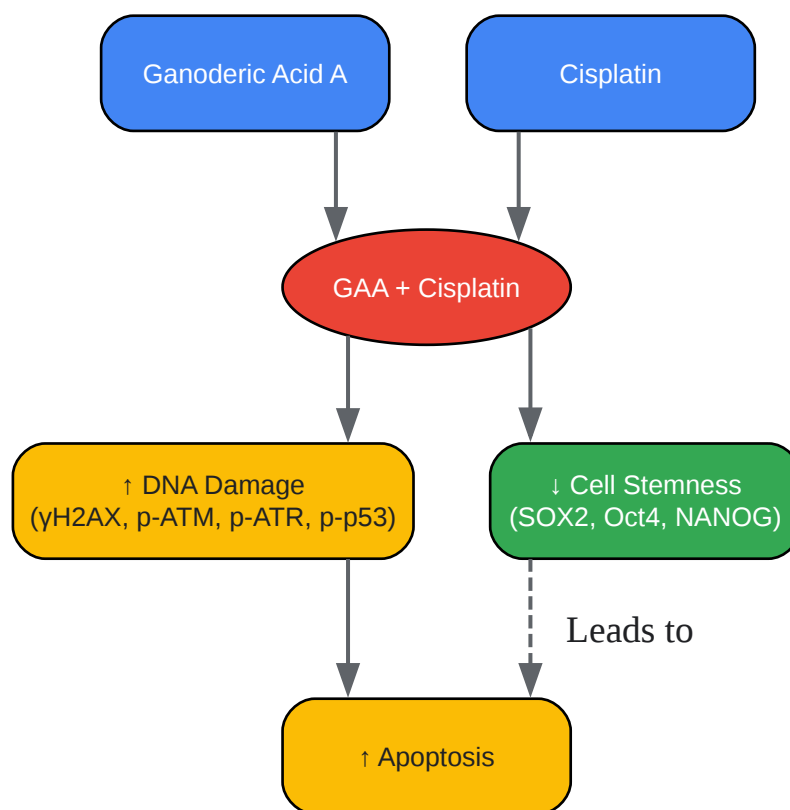 Ganoderic Acid A
Cisplatin
GAA + Cisplatin
↑ DNA Damage
(γH2AX, p-ATM, p-ATR, p-p53)
↓ Cell Stemness
(SOX2, Oct4, NANOG)
Leads to
↑ Apoptosis